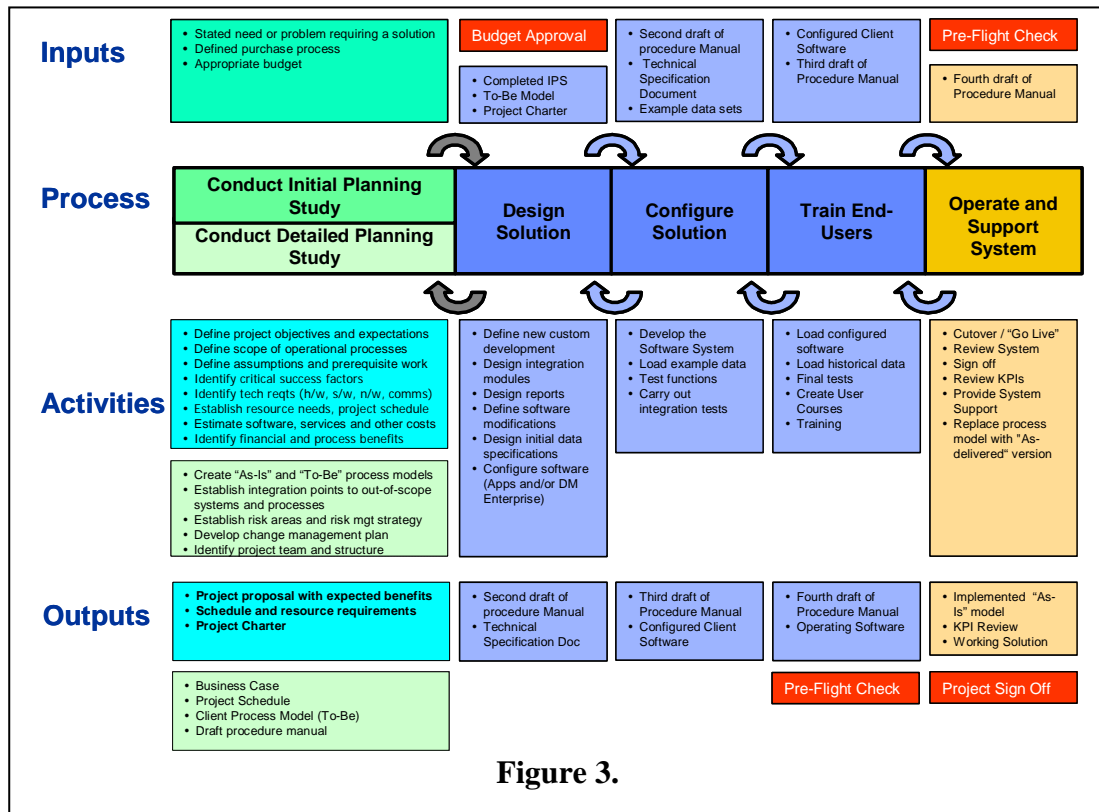 Inputs
• Stated need or problem requiring a solution
• Defined purchase process
• Appropriate budget
Budget Approval
• Completed IPS
• To-Be Model
• Project Charter
• Second draft of
procedure Manual
• Technical
Specification
Document
• Example data sets
• Configured Client
Software
• Third draft of
Procedure Manual
Pre-Flight Check
• Fourth draft of
Procedure Manual
Process
Conduct Initial Planning
Study
Conduct Detailed Planning
Study
Design
Solution
Configure
Solution
Train End-
Users
Operate and
Support
System
Activities
• Define project objectives and expectations
• Define scope of operational processes
• Define assumptions and prerequisite work
• Identify critical success factors
• Identify tech reqts (h/w, s/w, n/w, comms)
• Establish resource needs, project schedule
• Estimate software, services and other costs
• Identify financial and process benefits
• Create “As-Is” and “To-Be” process models
• Establish integration points to out-of-scope
systems and processes
• Establish risk areas and risk mgt strategy
• Develop change management plan
• Identify project team and structure
• Define new custom
development
• Design integration
modules
• Design reports
• Define software
modifications
• Design initial data
specifications
• Configure software
(Apps and/or DM
Enterprise)
• Develop the
Software System
• Load example data
• Test functions
• Carry out
integration tests
• Load configured
software
• Load historical data
• Final tests
• Create User
Courses
• Training
• Cutover / “Go Live”
• Review System
• Sign off
• Review KPIs
• Provide System
Support
• Replace process
model with "As-
delivered“ version
Outputs
• Project proposal with expected benefits
• Schedule and resource requirements
• Project Charter
• Business Case
• Project Schedule
• Client Process Model (To-Be)
• Draft procedure manual
• Second draft of
procedure Manual
• Technical
Specification Doc
• Third draft of
Procedure Manual
• Configured Client
Software
• Fourth draft of
Procedure Manual
• Operating Software
Pre-Flight Check
• Implemented “As-
Is” model
• KPI Review
• Working Solution
Project Sign Off
Figure 3.